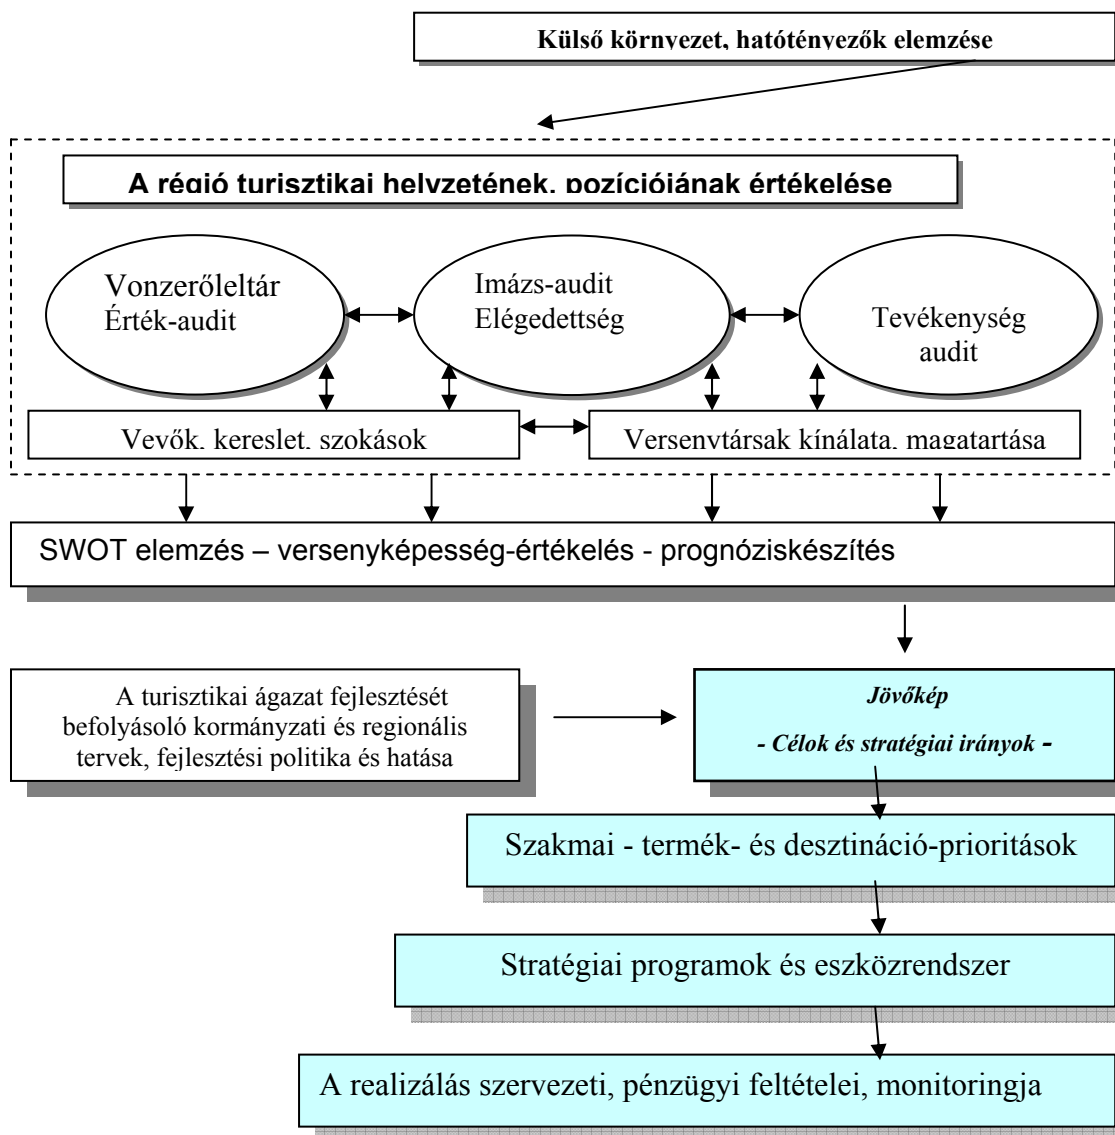 Külső környezet, hatótényezők elemzése
A régió turisztikai helyzetének, pozíciójának értékelése
Vonzerőleltár
Érték-audit
Imázs-audit
Elégedettség
Tevékenység
audit
Vevők, kereslet, szokások
Versenytársak kínálata, magatartása
SWOT elemzés – versenyképesség-értékelés - prognóziskészítés
A turisztikai ágazat fejlesztését
befolyásoló kormányzati és regionális
tervek, fejlesztési politika és hatása
Jövőkép
- Célok és stratégiai irányok -
Szakmai - termék- és desztináció-prioritások
Stratégiai programok és eszközrendszer
A realizálás szervezeti, pénzügyi feltételei, monitoringja